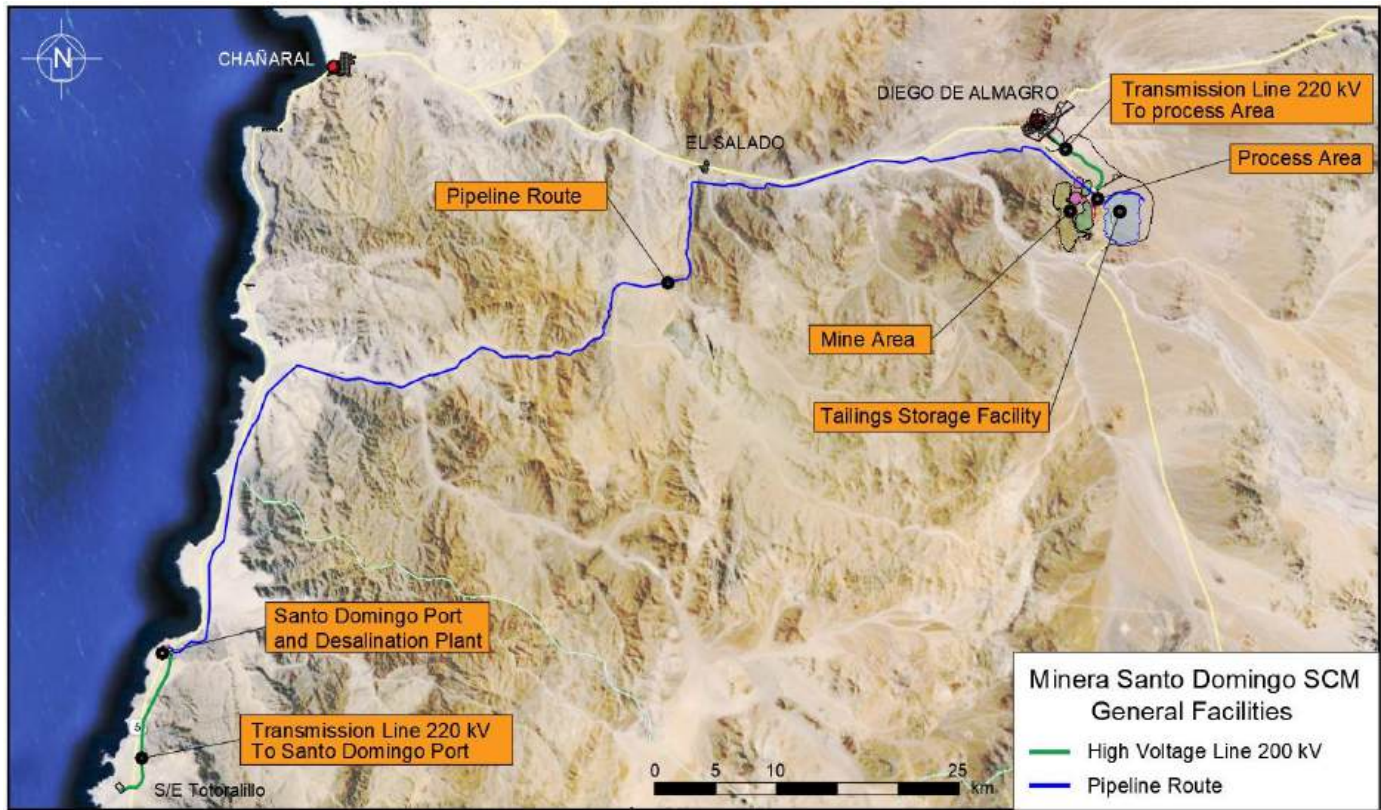 N
CHAÑARAL
DIEGO DE ALMAGRO
Transmission Line 220 kV
To process Area
EL SALADO
Process Area
Pipeline Route
Mine Area
Tailings Storage Facility
Santo Domingo Port
and Desalination Plant
5
Transmission Line 220 kV
To Santo Domingo Port
S/E Totoralillo
0 5 10 25
km
Minera Santo Domingo SCM
General Facilities
High Voltage Line 200 kV
Pipeline Route